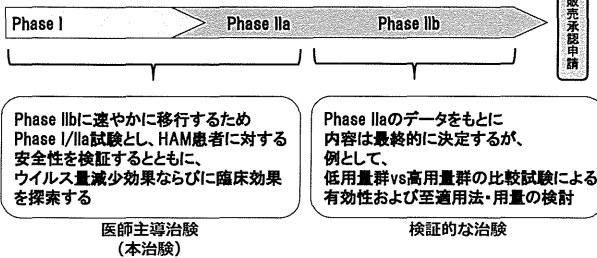 Phase I
Phase IIa
Phase IIb
販売承認申請
Phase IIbに速やかに移行するため
Phase I/IIa試験とし、HAM患者に対する
安全性を検証するとともに、
ウイルス量減少効果ならびに臨床効果
を探索する
Phase IIaのデータをもとに
内容は最終的に決定するが、
例として、
低用量群vs高用量群の比較試験による
有効性および至適用法・用量の検討
医師主導治験
(本治験)
検証的な治験